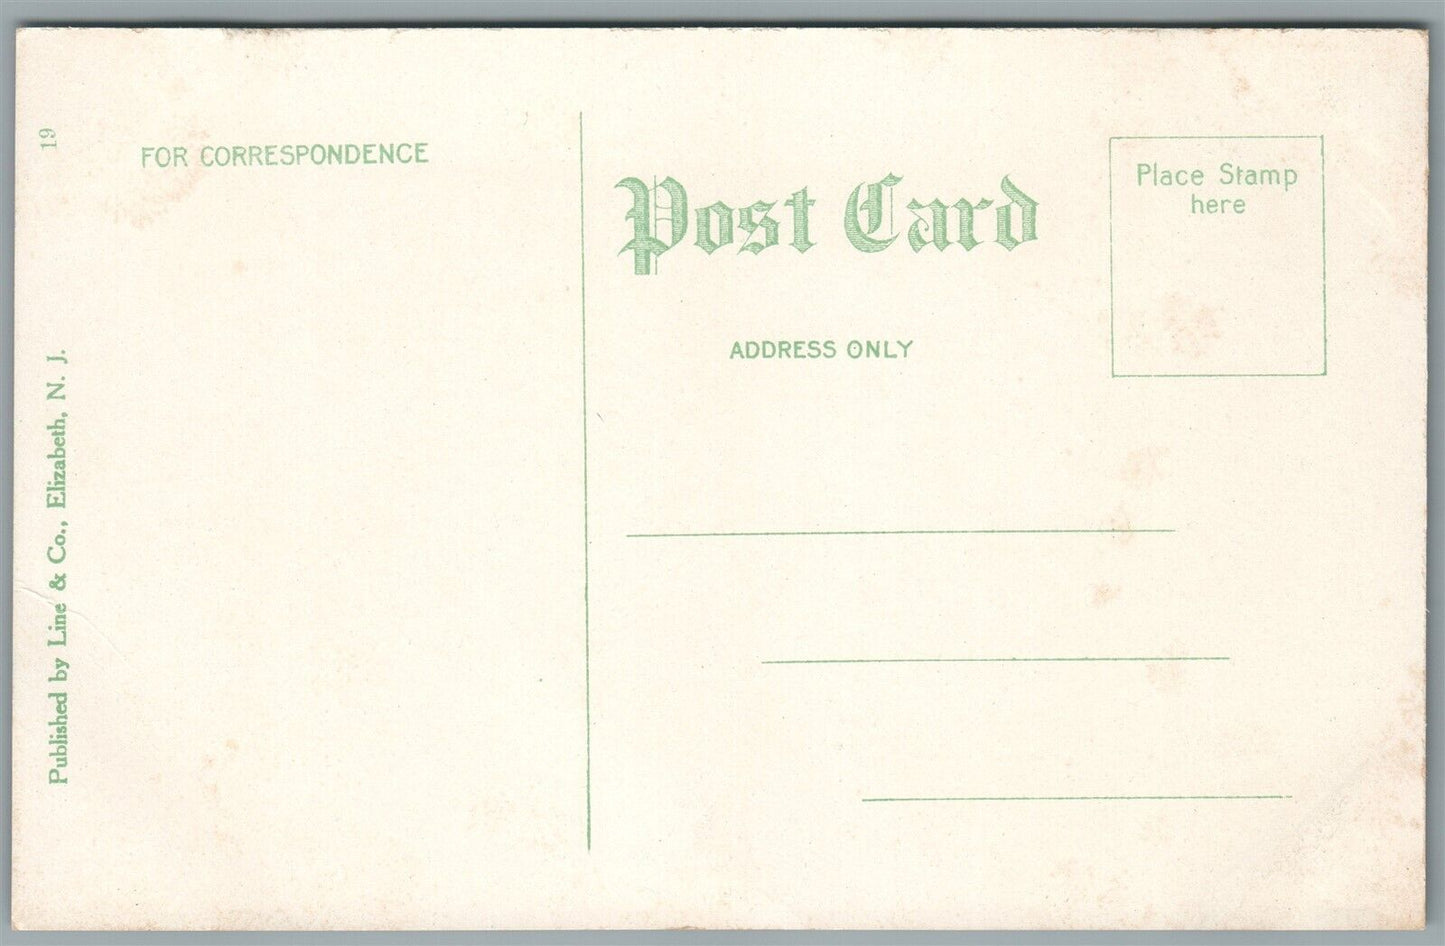 19
FOR CORRESPONDENCE
Post Card
Place Stamp
here
ADDRESS ONLY
Published by Line & Co., Elizabeth, N. J.